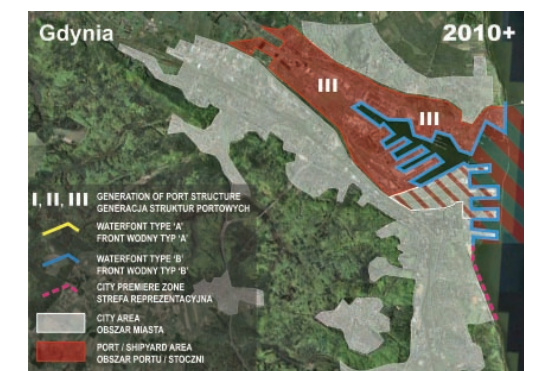 Gdynia
2010+
III
III
I, II, III
GENERATION OF PORT STRUCTURE
GENERACJA STRUKTUR PORTOWYCH
WATERFONT TYPE 'A'
FRONT WODNY TYP 'A'
WATERFONT TYPE 'B'
FRONT WODNY TYP 'B'
CITY PREMIERE ZONE
STREFA REPREZENTACYJNA
CITY AREA
OBSZAR MIASTA
PORT / SHIPYARD AREA
OBSZAR PORTU / STOCZNI